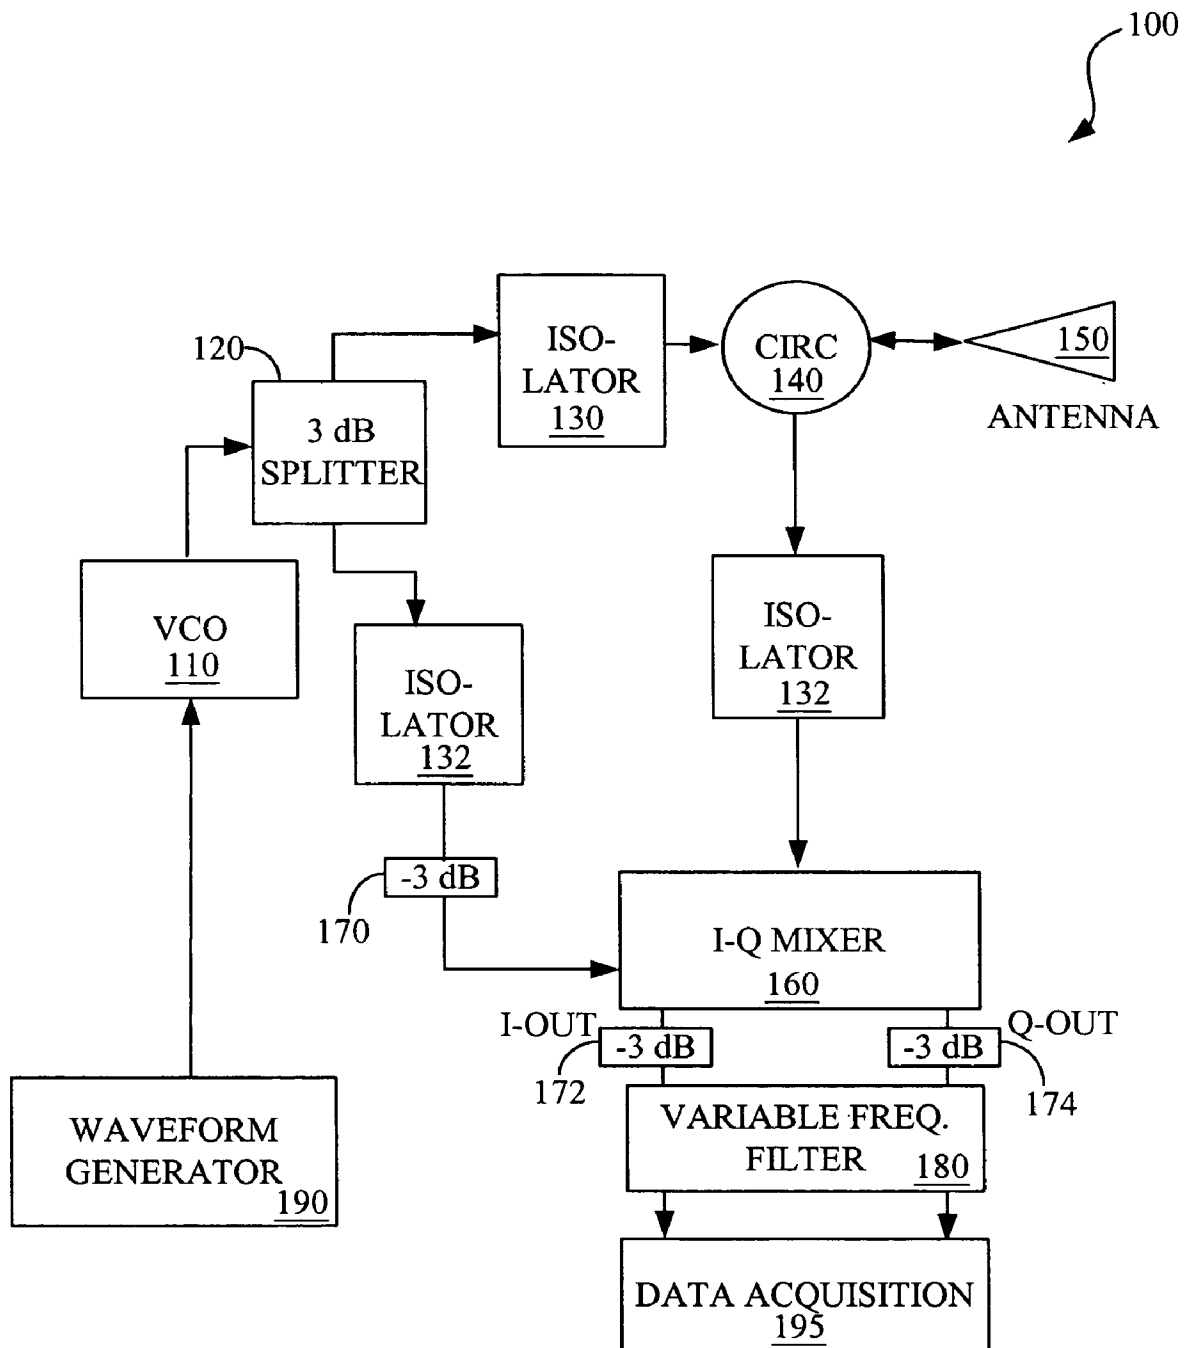 100
120
3 dB
SPLITTER
ISO-
LATOR
130
CIRC
140
150
ANTENNA
VCO
110
ISO-
LATOR
132
ISO-
LATOR
132
-3 dB
170
I-Q MIXER
160
I-OUT
Q-OUT
-3 dB
-3 dB
172
174
WAVEFORM
GENERATOR
190
VARIABLE FREQ.
FILTER
180
DATA ACQUISITION
195